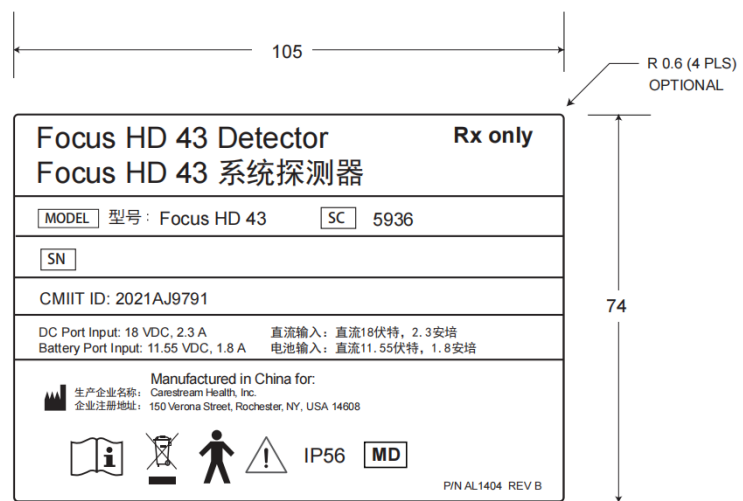 105
R 0.6 (4 PLS)
OPTIONAL
Focus HD 43 Detector
Rx only
Focus HD 43 系统探测器
MODEL 型号: Focus HD 43 SC 5936
SN
CMIIT ID: 2021AJ9791
74
DC Port Input: 18 VDC, 2.3 A 直流输入: 直流18伏特, 2.3安培
Battery Port Input: 11.55 VDC, 1.8 A 电池输入: 直流11.55伏特, 1.8安培
Manufactured in China for:
生产企业名称: Carestream Health, Inc.
企业注册地址: 150 Verona Street, Rochester, NY, USA 14608
IP56 MD
P/N AL1404 REV B